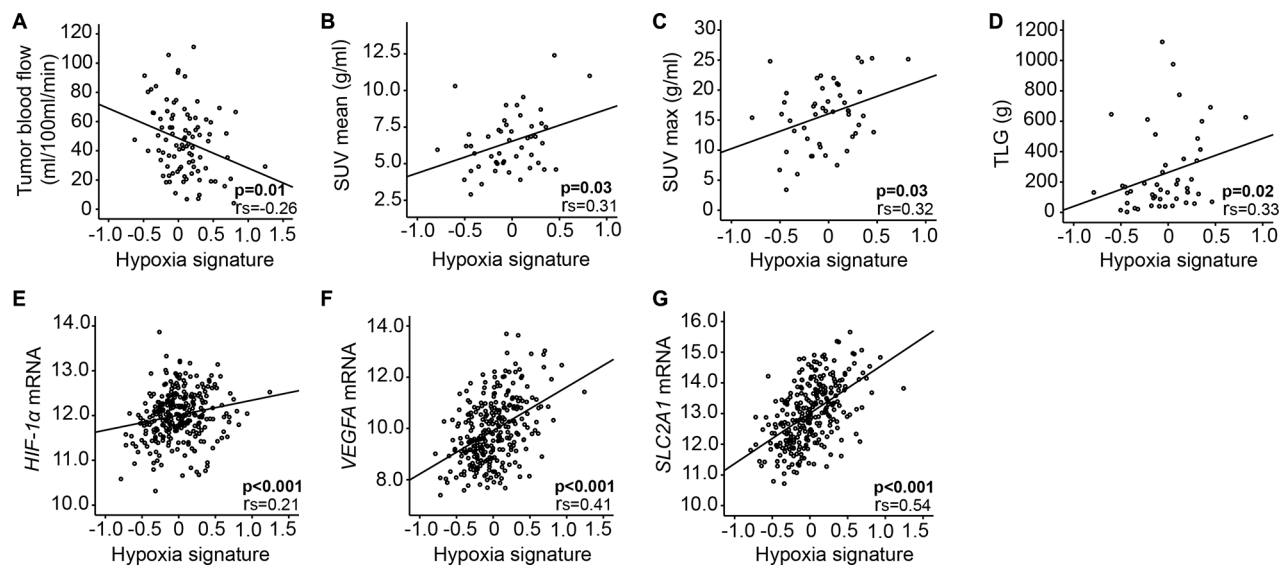 A
Tumor blood flow
(ml/100ml/min)
120
100
80
60
40
20
0
-1.0 -0.5 0 0.5 1.0 1.5
Hypoxia signature
p=0.01
rs=-0.26
B
SUV mean (g/ml)
12.5
10.0
7.5
5.0
2.5
-1.0 -0.5 0 0.5 1.0
Hypoxia signature
p=0.03
rs=0.31
C
SUV max (g/ml)
30
25
20
15
10
5
0
-1.0 -0.5 0 0.5 1.0
Hypoxia signature
p=0.03
rs=0.32
D
TLG (g)
1200
1000
800
600
400
200
0
-1.0 -0.5 0 0.5 1.0
Hypoxia signature
p=0.02
rs=0.33
E
HIF-1α mRNA
14.0
13.0
12.0
11.0
10.0
-1.0 -0.5 0 0.5 1.0 1.5
Hypoxia signature
p<0.001
rs=0.21
F
VEGFA mRNA
14.0
12.0
10.0
8.0
-1.0 -0.5 0 0.5 1.0 1.5
Hypoxia signature
p<0.001
rs=0.41
G
SLC2A1 mRNA
16.0
15.0
14.0
13.0
12.0
11.0
10.0
-1.0 -0.5 0 0.5 1.0 1.5
Hypoxia signature
p<0.001
rs=0.54